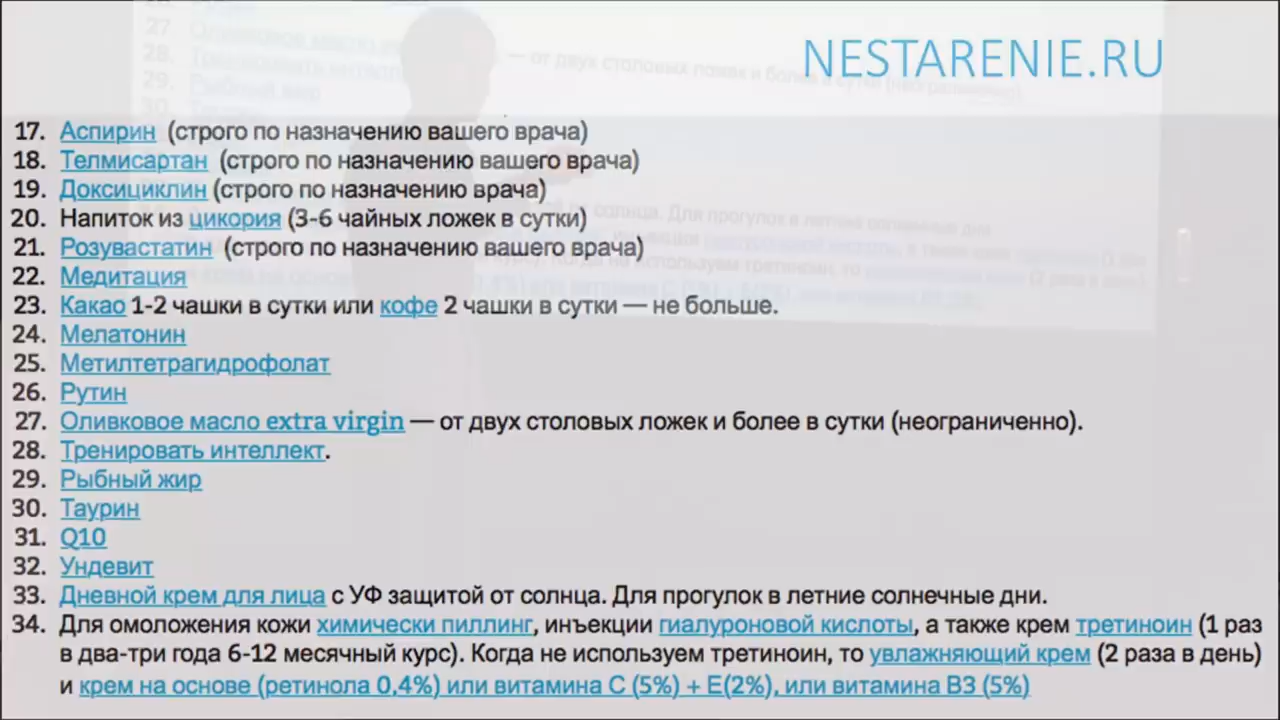 NESTARENIE.RU
17. Аспирин (строго по назначению вашего врача)
18. Телмисартан (строго по назначению вашего врача)
19. Доксициклин (строго по назначению врача)
20. Напиток из цикория (3-6 чайных ложек в сутки)
21. Розувастатин (строго по назначению вашего врача)
22. Медитация
23. Какао 1-2 чашки в сутки или кофе 2 чашки в сутки — не больше.
24. Мелатонин
25. Метилтетрагидрофолат
26. Рутин
27. Оливковое масло extra virgin — от двух столовых ложек и более в сутки (неограниченно).
28. Тренировать интеллект.
29. Рыбный жир
30. Таурин
31. Q10
32. Ундевит
33. Дневной крем для лица с УФ защитой от солнца. Для прогулок в летние солнечные дни.
34. Для омоложения кожи химически пиллинг, инъекции гиалуроновой кислоты, а также крем третиноин (1 раз
в два-три года 6-12 месячный курс). Когда не используем третиноин, то увлажняющий крем (2 раза в день)
и крем на основе (ретинола 0,4%) или витамина С (5%) + Е(2%), или витамина В3 (5%)